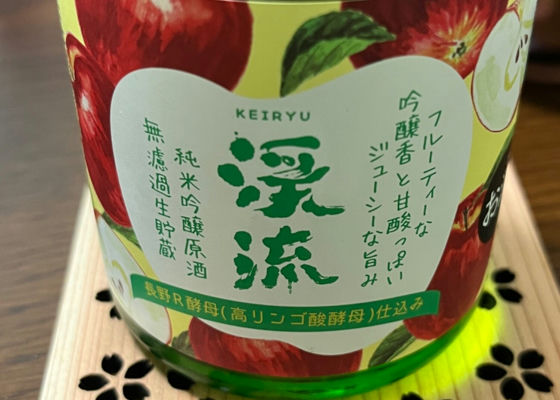 KEIRYU
渓流
フルーティーな
吟醸香と甘酸っぱい
ジューシーな旨み
純米吟醸原酒
無濾過生貯蔵
長野R酵母(高リンゴ酸酵母)仕込み
お